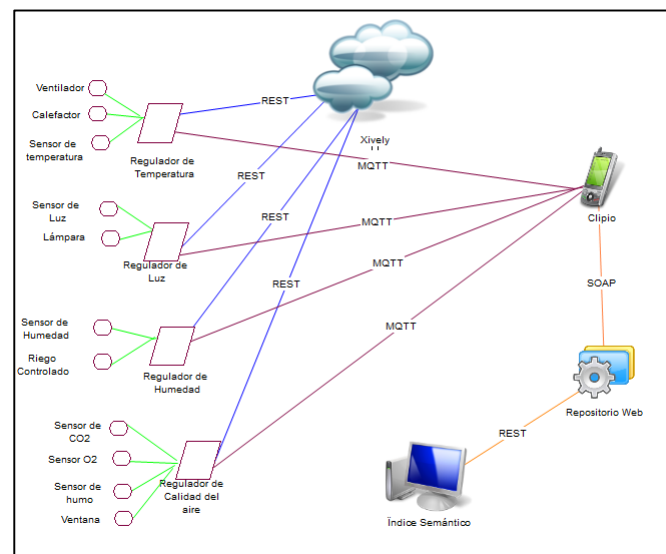 Ventilador
Calefactor
Sensor de
temperatura
Regulador de
Temperatura
REST
Xively
MQTT
REST
Sensor de
Luz
Lámpara
Regulador de
Luz
REST
MQTT
Clipio
MQTT
REST
SOAP
Sensor de
Humedad
Riego
Controlado
Regulador de
Humedad
MQTT
Repositorio Web
REST
Sensor de
CO2
Sensor O2
Sensor de
humo
Ventana
Regulador de
Calidad del
aire
Índice Semántico